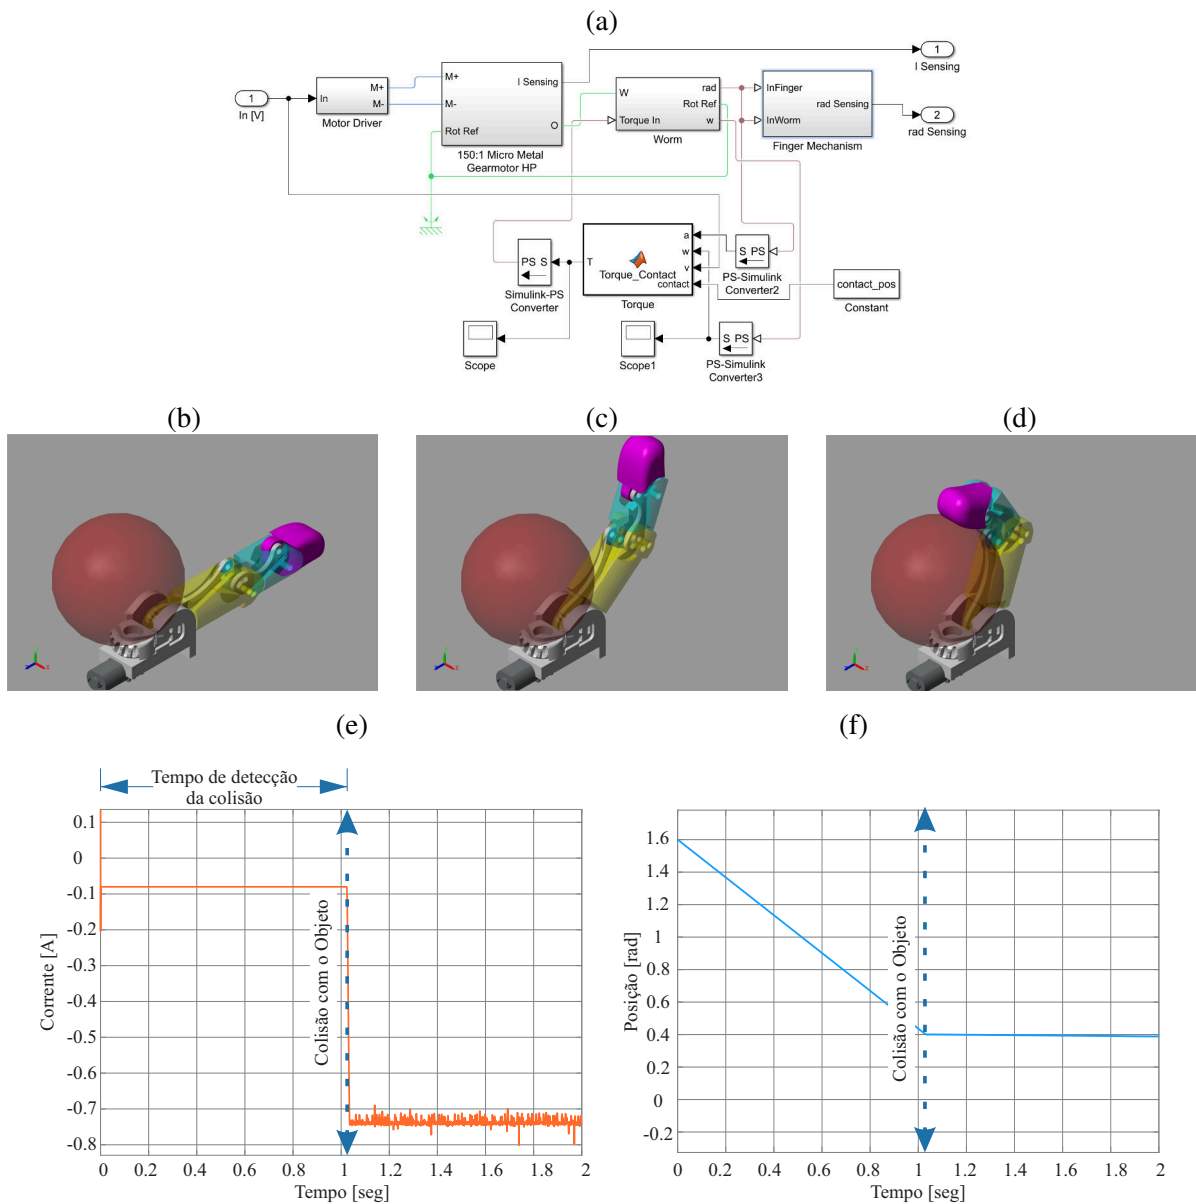 (a)
1
In [V]
In
M+
M-
Motor Driver
M+
M-
Rot Ref
I Sensing
O
150:1 Micro Metal
Gearmotor HP
W
Torque In
rad
Rot Ref
w
Worm
InFinger
InWorm
rad Sensing
Finger Mechanism
1
I Sensing
2
rad Sensing
PS S
Simulink-PS
Converter
T
Torque_Contact
a
w
v
contact
Torque
S PS
PS-Simulink
Converter2
contact_pos
Constant
Scope
Scope1
S PS
PS-Simulink
Converter3
(b)
(c)
(d)
(e)
(f)
Tempo de detecção
da colisão
Corrente [A]
0.1
0
-0.1
-0.2
-0.3
-0.4
-0.5
-0.6
-0.7
-0.8
Colisão com o Objeto
0 0.2 0.4 0.6 0.8 1 1.2 1.4 1.6 1.8 2
Tempo [seg]
Posição [rad]
1.6
1.4
1.2
1
0.8
0.6
0.4
0.2
0
-0.2
Colisão com o Objeto
0 0.2 0.4 0.6 0.8 1 1.2 1.4 1.6 1.8 2
Tempo [seg]